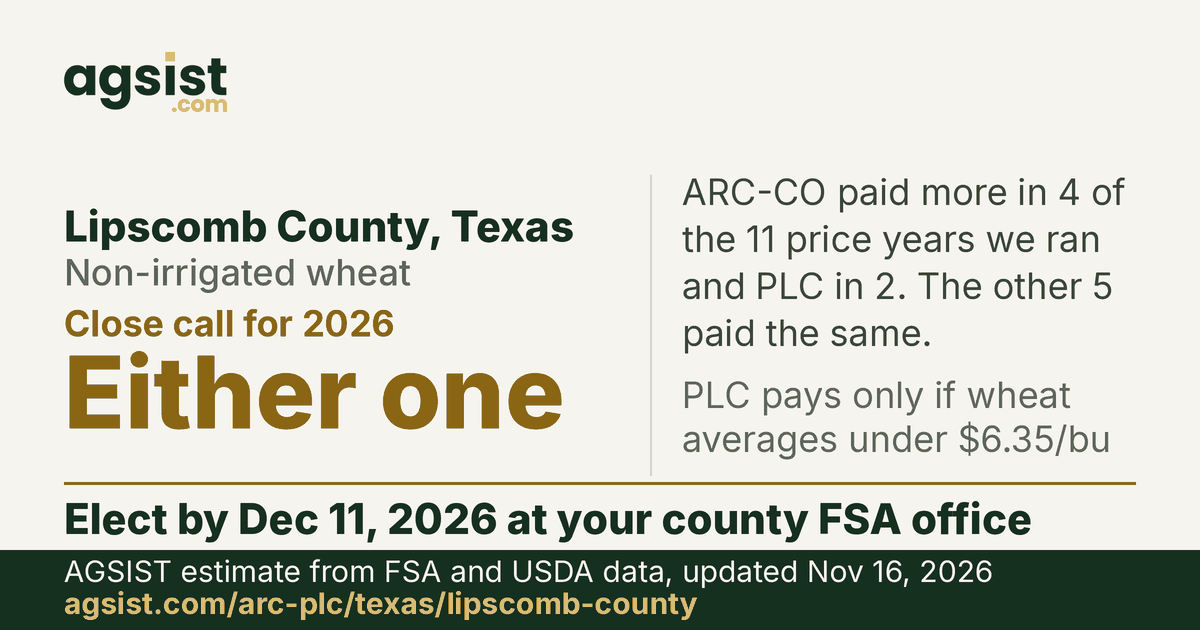 agsist
.com
Lipscomb County, Texas
Non-irrigated wheat
Close call for 2026
Either one
ARC-CO paid more in 4 of
the 11 price years we ran
and PLC in 2. The other 5
paid the same.
PLC pays only if wheat
averages under $6.35/bu
Elect by Dec 11, 2026 at your county FSA office
AGSIST estimate from FSA and USDA data, updated Nov 16, 2026
agsist.com/arc-plc/texas/lipscomb-county